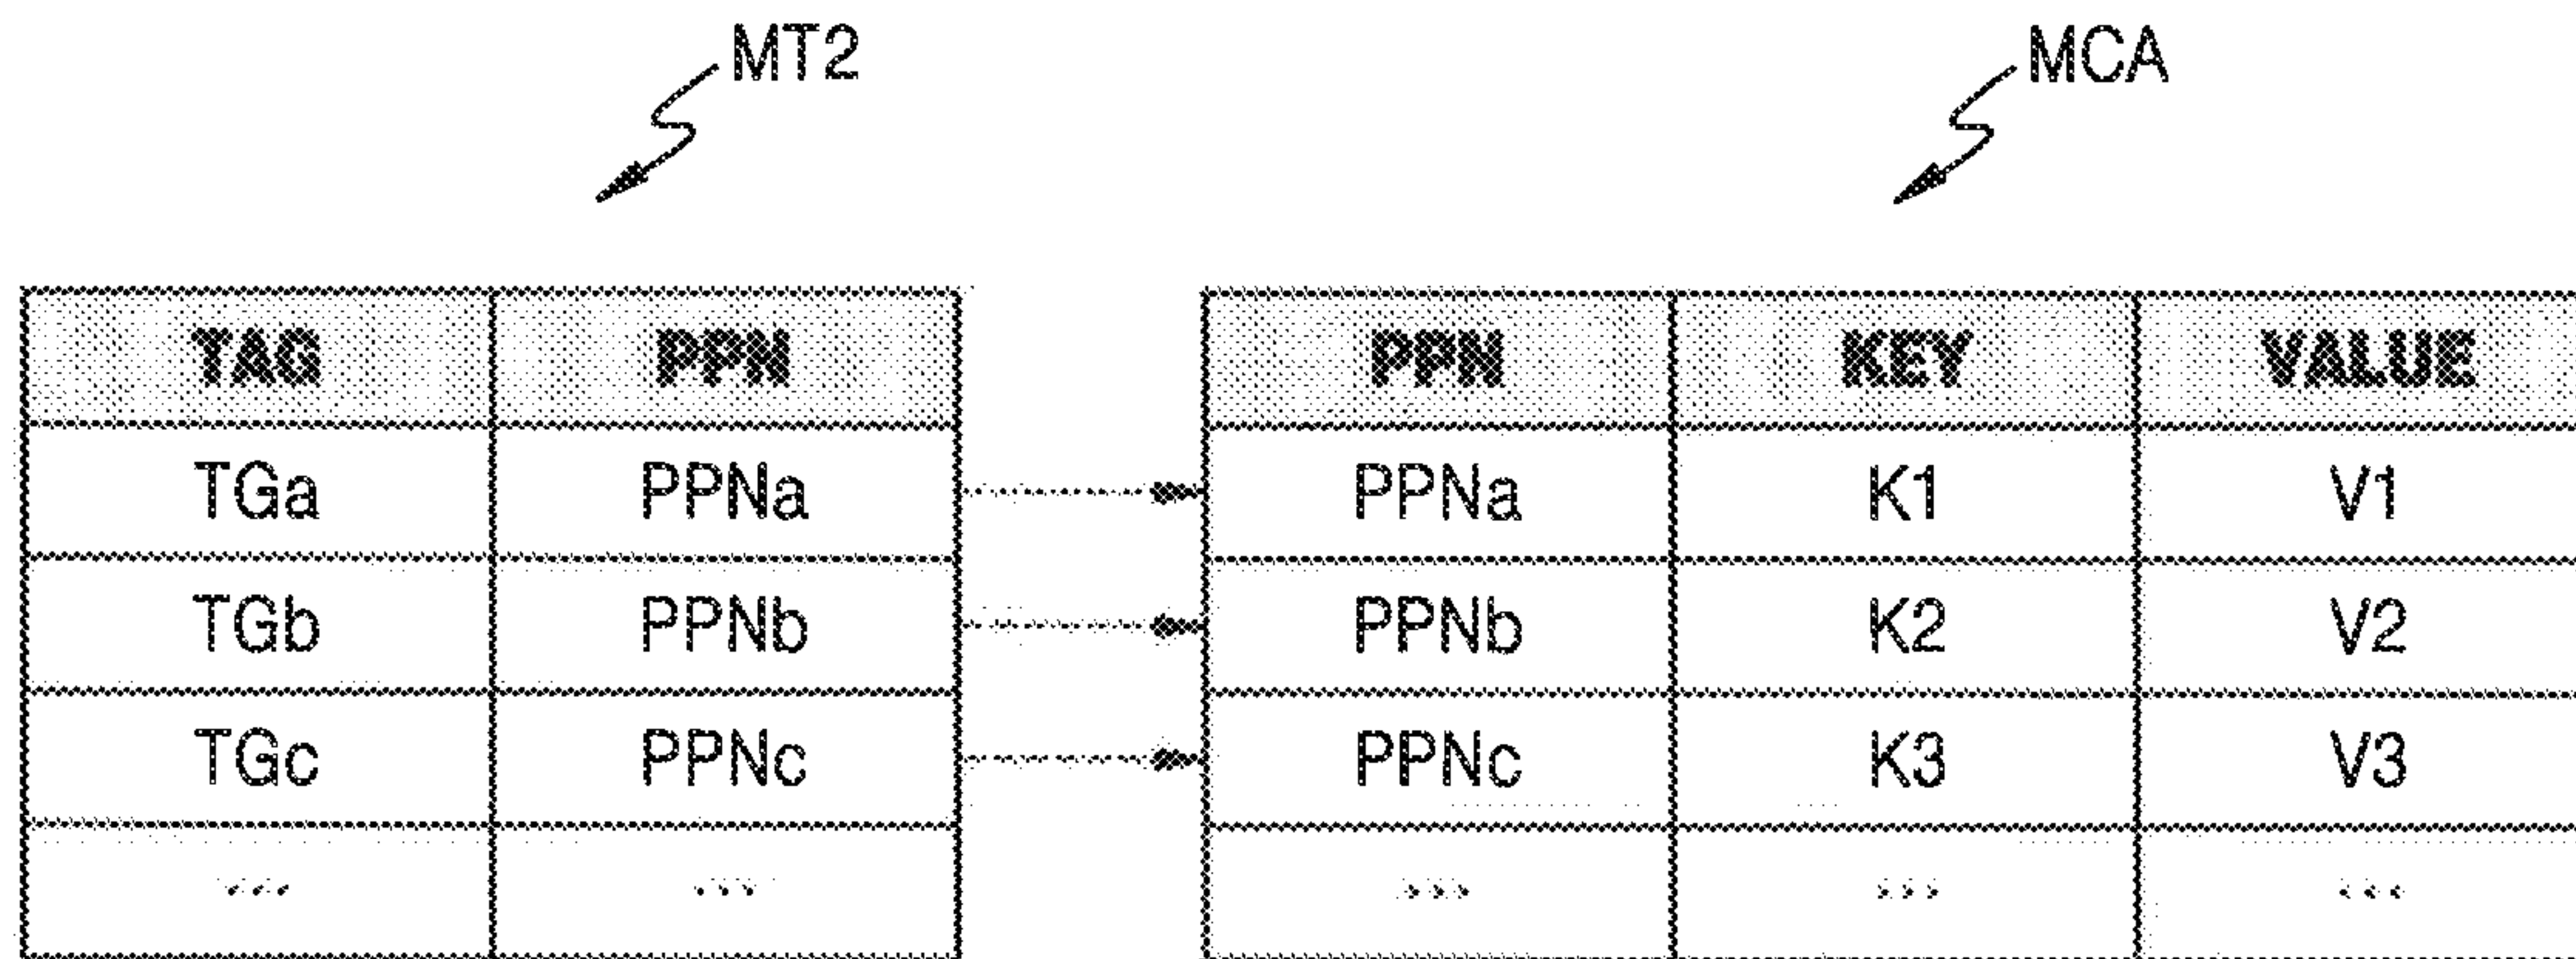 MT2 MCA
TAG PPN PPN KEY VALUE
TGa PPNa PPNa K1 V1
TGb PPNb PPNb K2 V2
TGc PPNc PPNc K3 V3
... ... ... ... ...